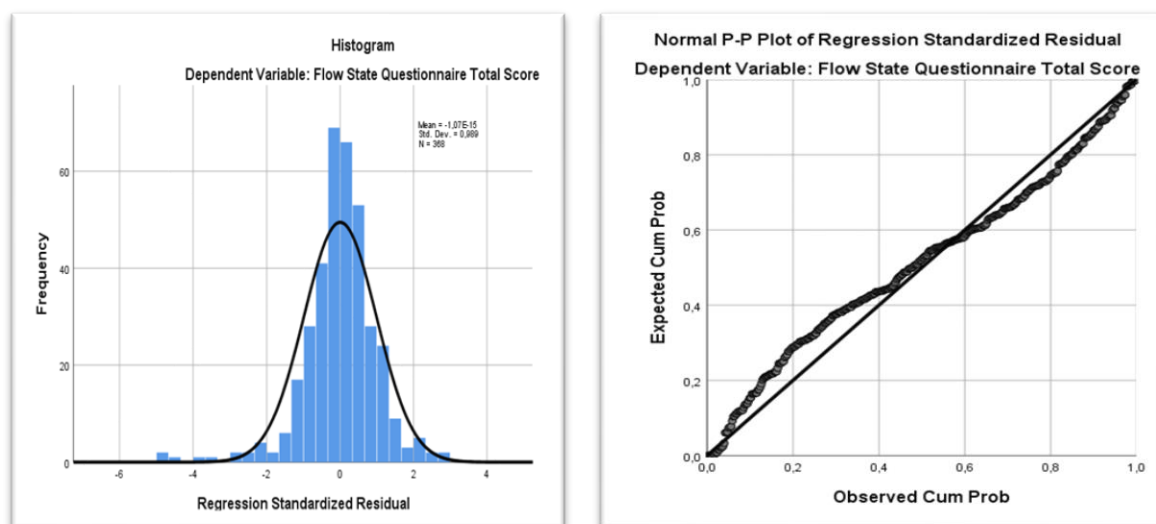 Histogram
Dependent Variable: Flow State Questionnaire Total Score
Mean = -1,07E-15
Std. Dev. = 0,989
N = 368
60
40
20
0
-6 -4 -2 0 2 4
Frequency
Regression Standardized Residual
Normal P-P Plot of Regression Standardized Residual
Dependent Variable: Flow State Questionnaire Total Score
1,0
0,8
0,6
0,4
0,2
0,0
0,0 0,2 0,4 0,6 0,8 1,0
Expected Cum Prob
Observed Cum Prob